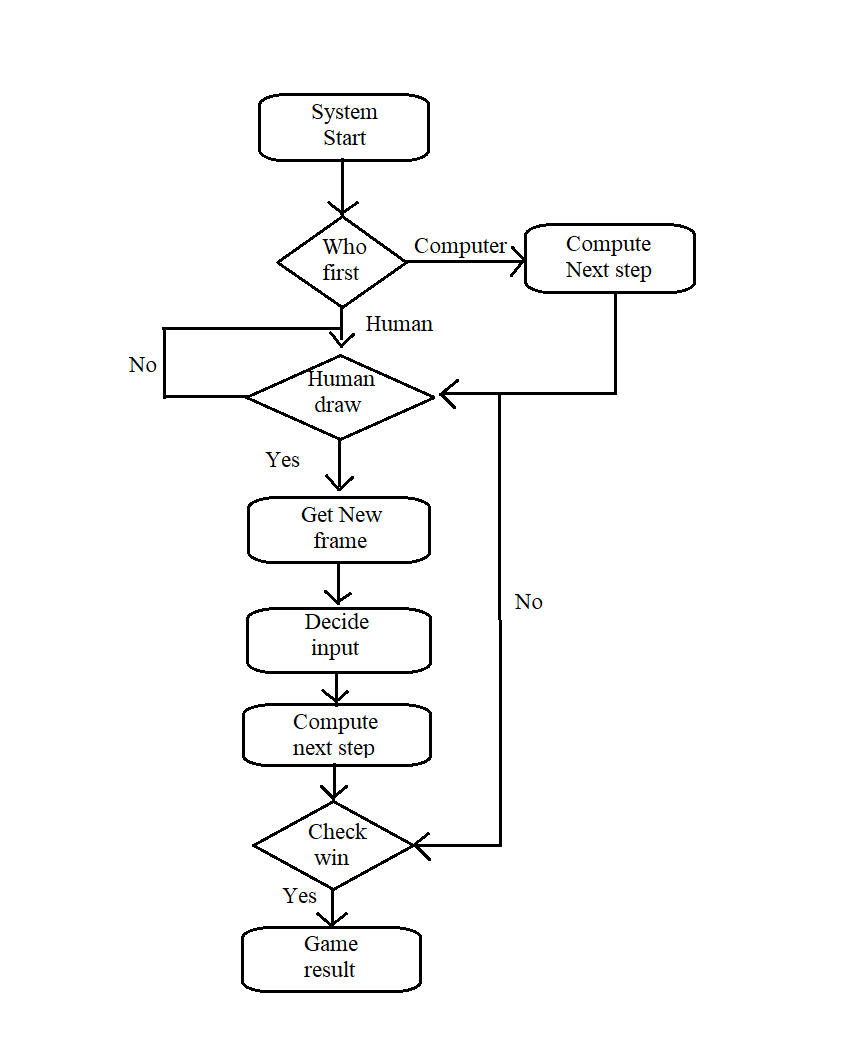 System
Start
Who
first
Computer
Compute
Next step
Human
No
Human
draw
Yes
Get New
frame
No
Decide
input
Compute
next step
Check
win
Yes
Game
result